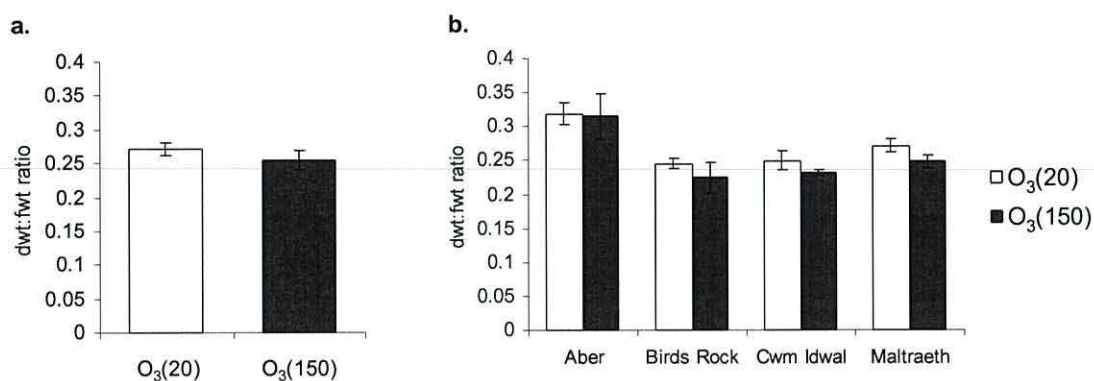 a.
dwt:fwt ratio
0.4
0.35
0.3
0.25
0.2
0.15
0.1
0.05
0
O₃(20) O₃(150)
b.
dwt:fwt ratio
0.4
0.35
0.3
0.25
0.2
0.15
0.1
0.05
0
Aber Birds Rock Cwm Idwal Maltraeth
O₃(20)
O₃(150)